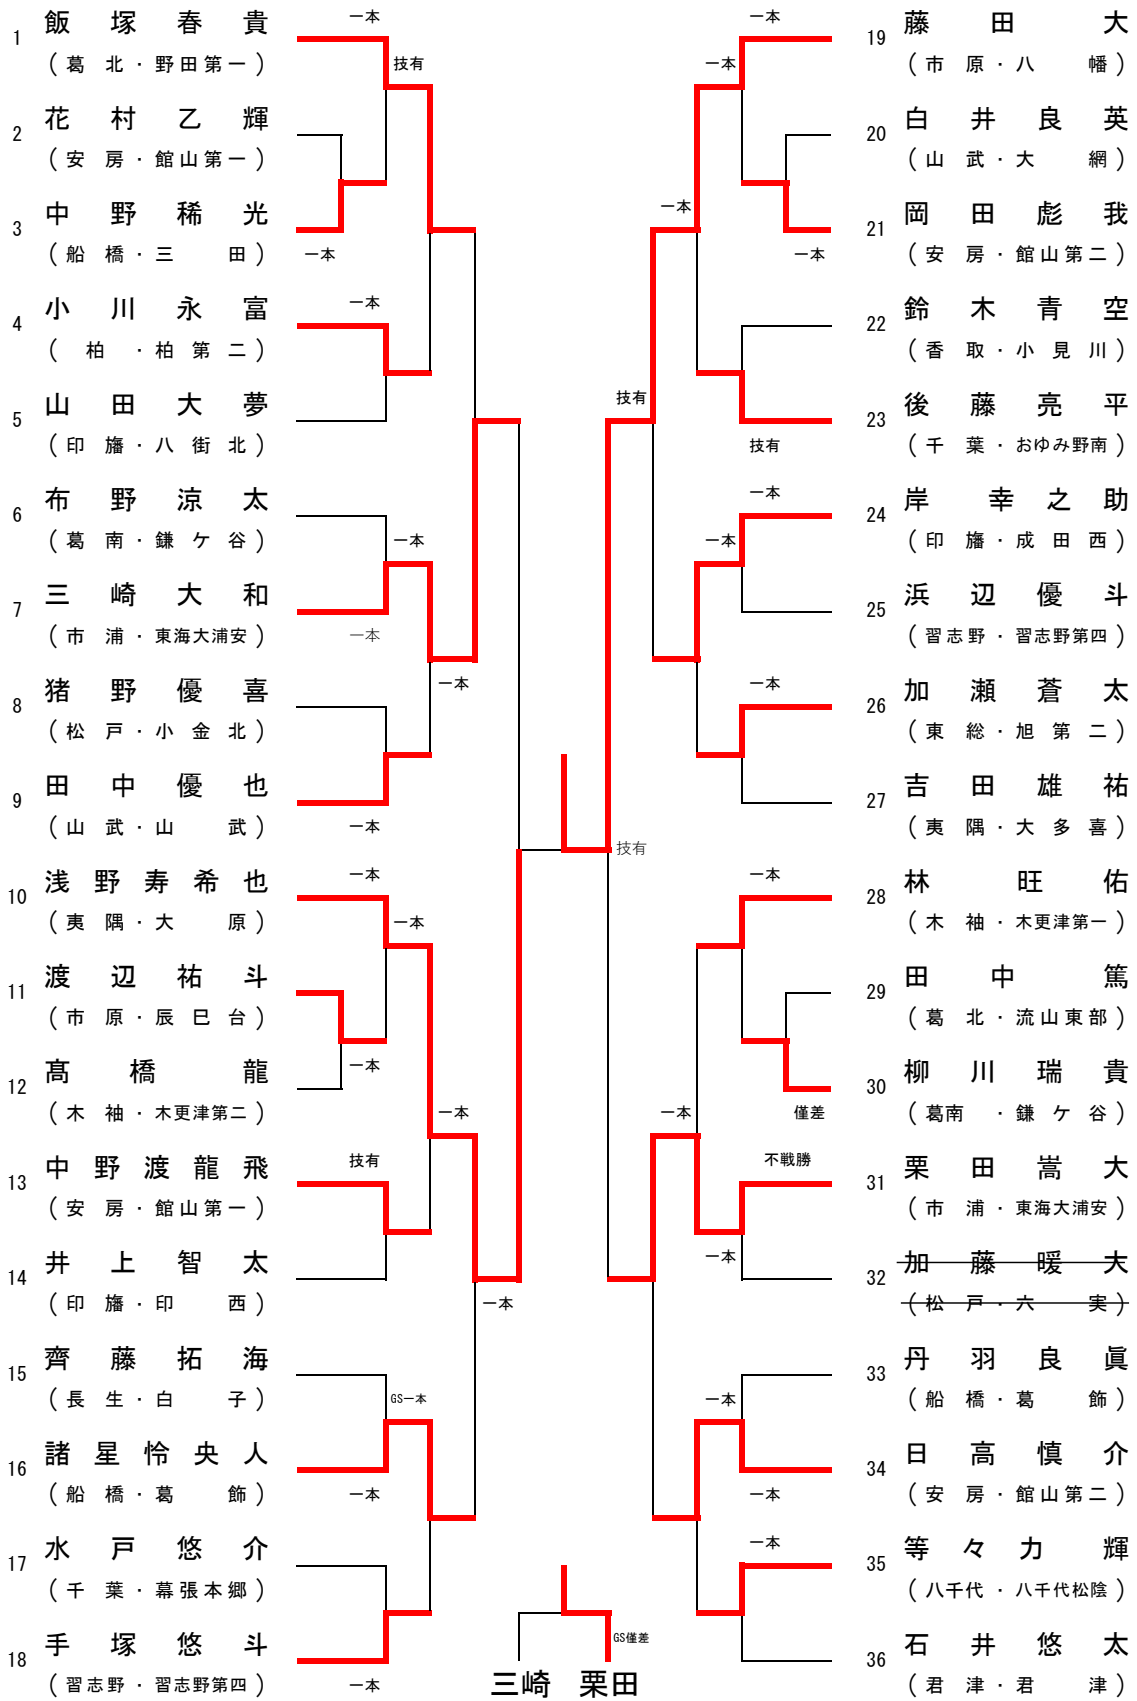 1 飯塚春貴
(葛北・野田第一)
2 花村乙輝
(安房・館山第一)
3 中野稀光
(船橋・三田)
4 小川永富
(柏・柏第二)
5 山田大夢
(印旛・八街北)
6 布野涼太
(葛南・鎌ケ谷)
7 三崎大和
(市浦・東海大浦安)
8 猪野優喜
(松戸・小金北)
9 田中優也
(山武・山武)
10 浅野寿希也
(夷隅・大原)
11 渡辺祐斗
(市原・辰巳台)
12 髙橋龍
(木袖・木更津第二)
13 中野渡龍飛
(安房・館山第一)
14 井上智太
(印旛・印西)
15 齊藤拓海
(長生・白子)
16 諸星怜央人
(船橋・葛飾)
17 水戸悠介
(千葉・幕張本郷)
18 手塚悠斗
(習志野・習志野第四)
一本
技有
一本
一本
一本
一本
一本
一本
一本
一本
一本
一本
技有
一本
GS一本
一本
一本
一本
一本
一本
一本
技有
技有
一本
一本
一本
技有
一本
僅差
一本
不戦勝
一本
一本
一本
一本
GS僅差
三崎 栗田
19 藤田大
(市原・八幡)
20 白井良英
(山武・大網)
21 岡田彪我
(安房・館山第二)
22 鈴木青空
(香取・小見川)
23 後藤亮平
(千葉・おゆみ野南)
24 岸幸之助
(印旛・成田西)
25 浜辺優斗
(習志野・習志野第四)
26 加瀬蒼太
(東総・旭第二)
27 吉田雄祐
(夷隅・大多喜)
28 林旺佑
(木袖・木更津第一)
29 田中篤
(葛北・流山東部)
30 柳川瑞貴
(葛南・鎌ケ谷)
31 栗田嵩大
(市浦・東海大浦安)
32 加藤暖大
(松戸・六実)
33 丹羽良眞
(船橋・葛飾)
34 日高慎介
(安房・館山第二)
35 等々力輝
(八千代・八千代松陰)
36 石井悠太
(君津・君津)